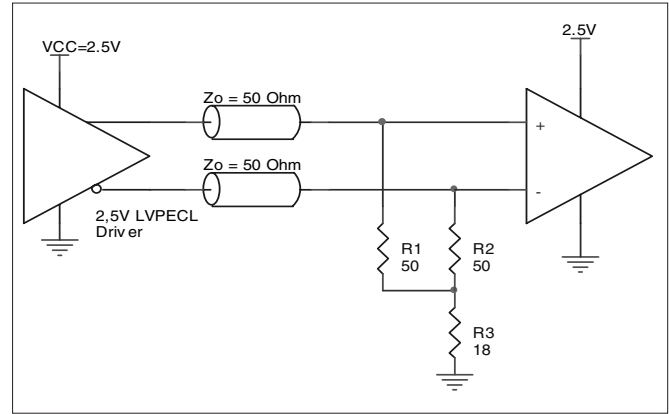 VCC=2.5V
2.5V
Zo = 50 Ohm
+
Zo = 50 Ohm
-
2,5V LVPECL
Driver
R1
50
R2
50
R3
18